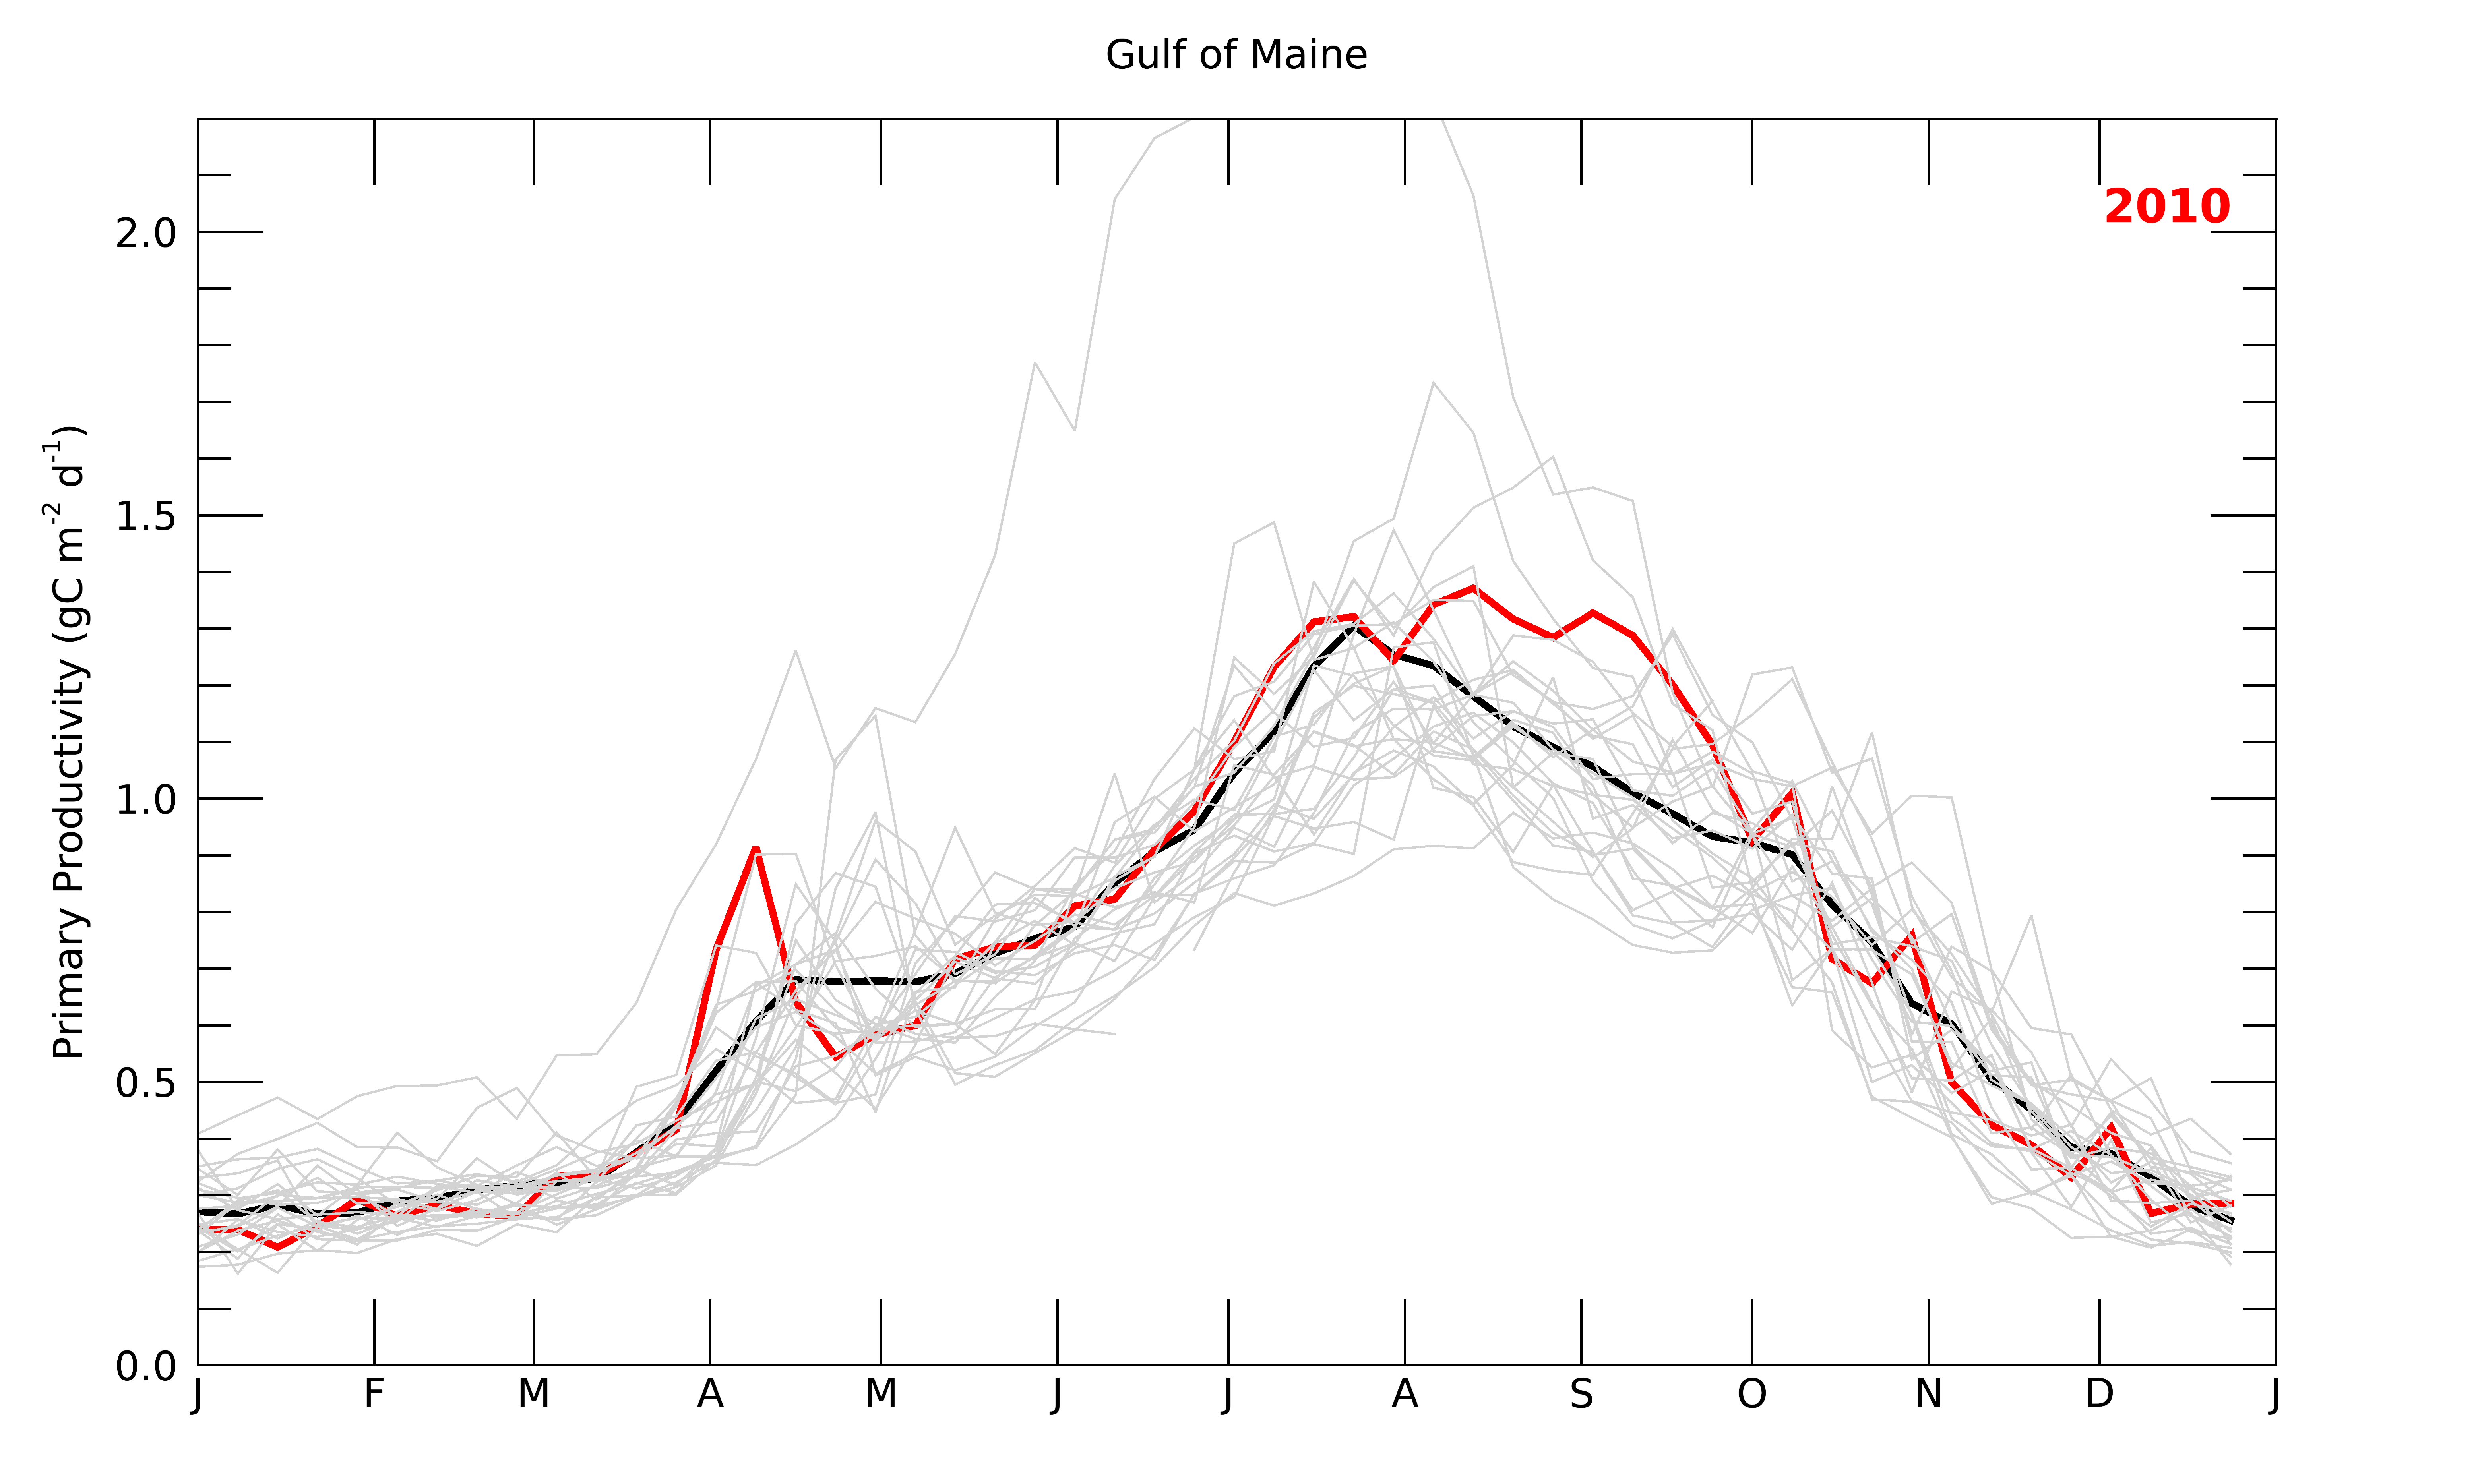 Gulf of Maine
2010
Primary Productivity (gC m-2 d-1)
2.0
1.5
1.0
0.5
0.0
J F M A M J J A S O N D J